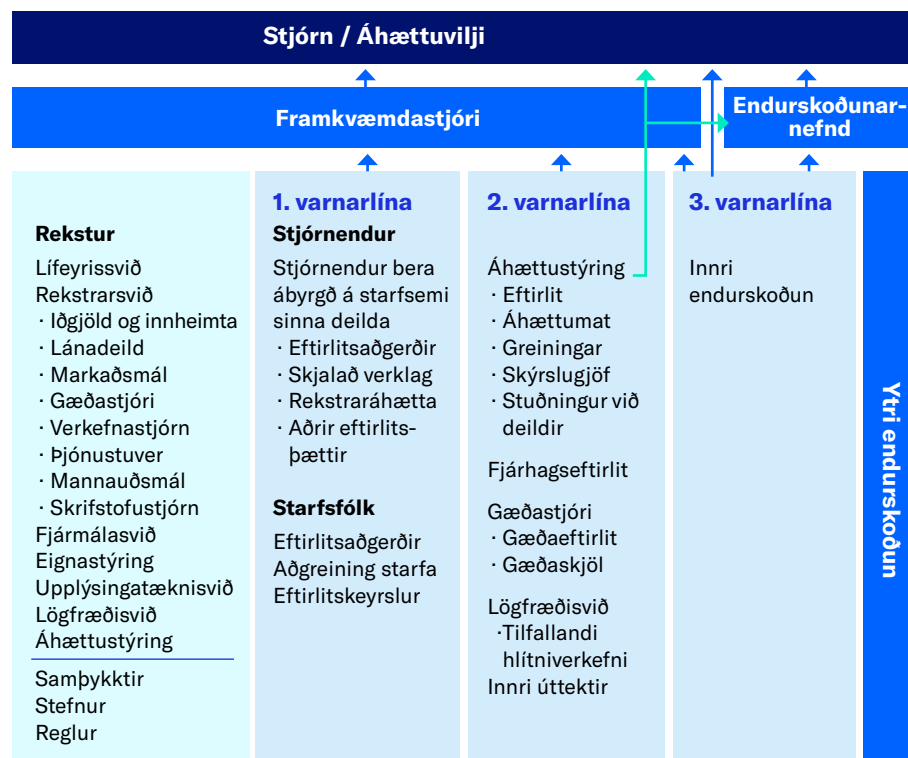 Stjórn / Áhættuvilji
Framkvæmdastjóri
Endurskoðunar-
nefnd
Rekstur
Lífeyrissvið
Rekstrarsvið
· Iðgjöld og innheimta
· Lánadeild
· Markaðsmál
· Gæðastjóri
· Verkefnastjórn
· Þjónustuver
· Mannauðsmál
· Skrifstofustjórn
Fjármálasvið
Eignastýring
Upplýsingatæknisvið
Lögfræðisvið
Áhættustýring
Samþykktir
Stefnur
Reglur
1. varnarlína
Stjórnendur
Stjórnendur bera
ábyrgð á starfsemi
sinna deilda
· Eftirlitsaðgerðir
· Skjalað verklag
· Rekstraráhætta
· Aðrir eftirlits-
þættir
Starfsfólk
Eftirlitsaðgerðir
Aðgreining starfa
Eftirlitskeyrslur
2. varnarlína
Áhættustýring
· Eftirlit
· Áhættumat
· Greiningar
· Skýrslugjöf
· Stuðningur við
deildir
Fjárhagseftirlit
Gæðastjóri
· Gæðaeftirlit
· Gæðaskjöl
Lögfræðisvið
·Tilfallandi
hlítniverkefni
Innri úttektir
3. varnarlína
Innri
endurskoðun
Ytri endurskoðun